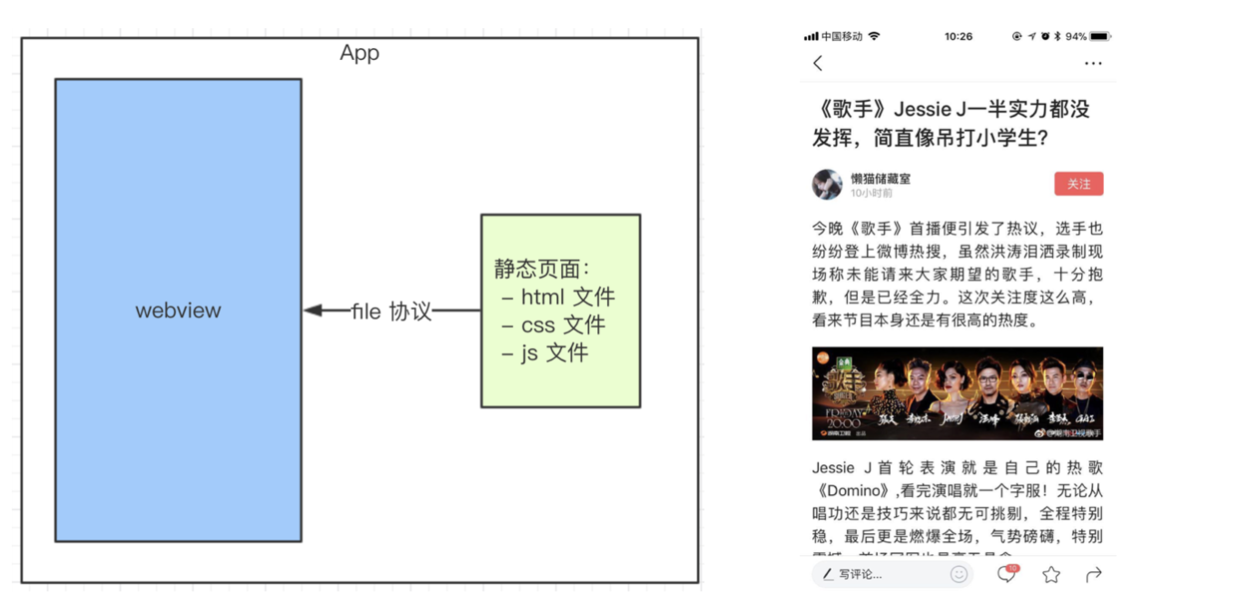 App
webview
file 协议
静态页面：
- html 文件
- css 文件
- js 文件
中国移动
10:26
94%
《歌手》Jessie J一半实力都没
发挥，简直像吊打小学生？
懒猫储藏室
10小时前
关注
今晚《歌手》首播便引发了热议，选手也
纷纷登上微博热搜，虽然洪涛泪洒录制现
场称未能请来大家期望的歌手，十分抱
歉，但是已经全力。这次关注度这么高，
看来节目本身还是有很高的热度。
歌手
FRIDAY
20:00
Jessie J首轮表演就是自己的热歌
《Domino》,看完演唱就一个字服！无论从
唱功还是技巧来说都无可挑剔，全程特别
稳，最后更是燃爆全场，气势磅礴，特别
写评论...
10